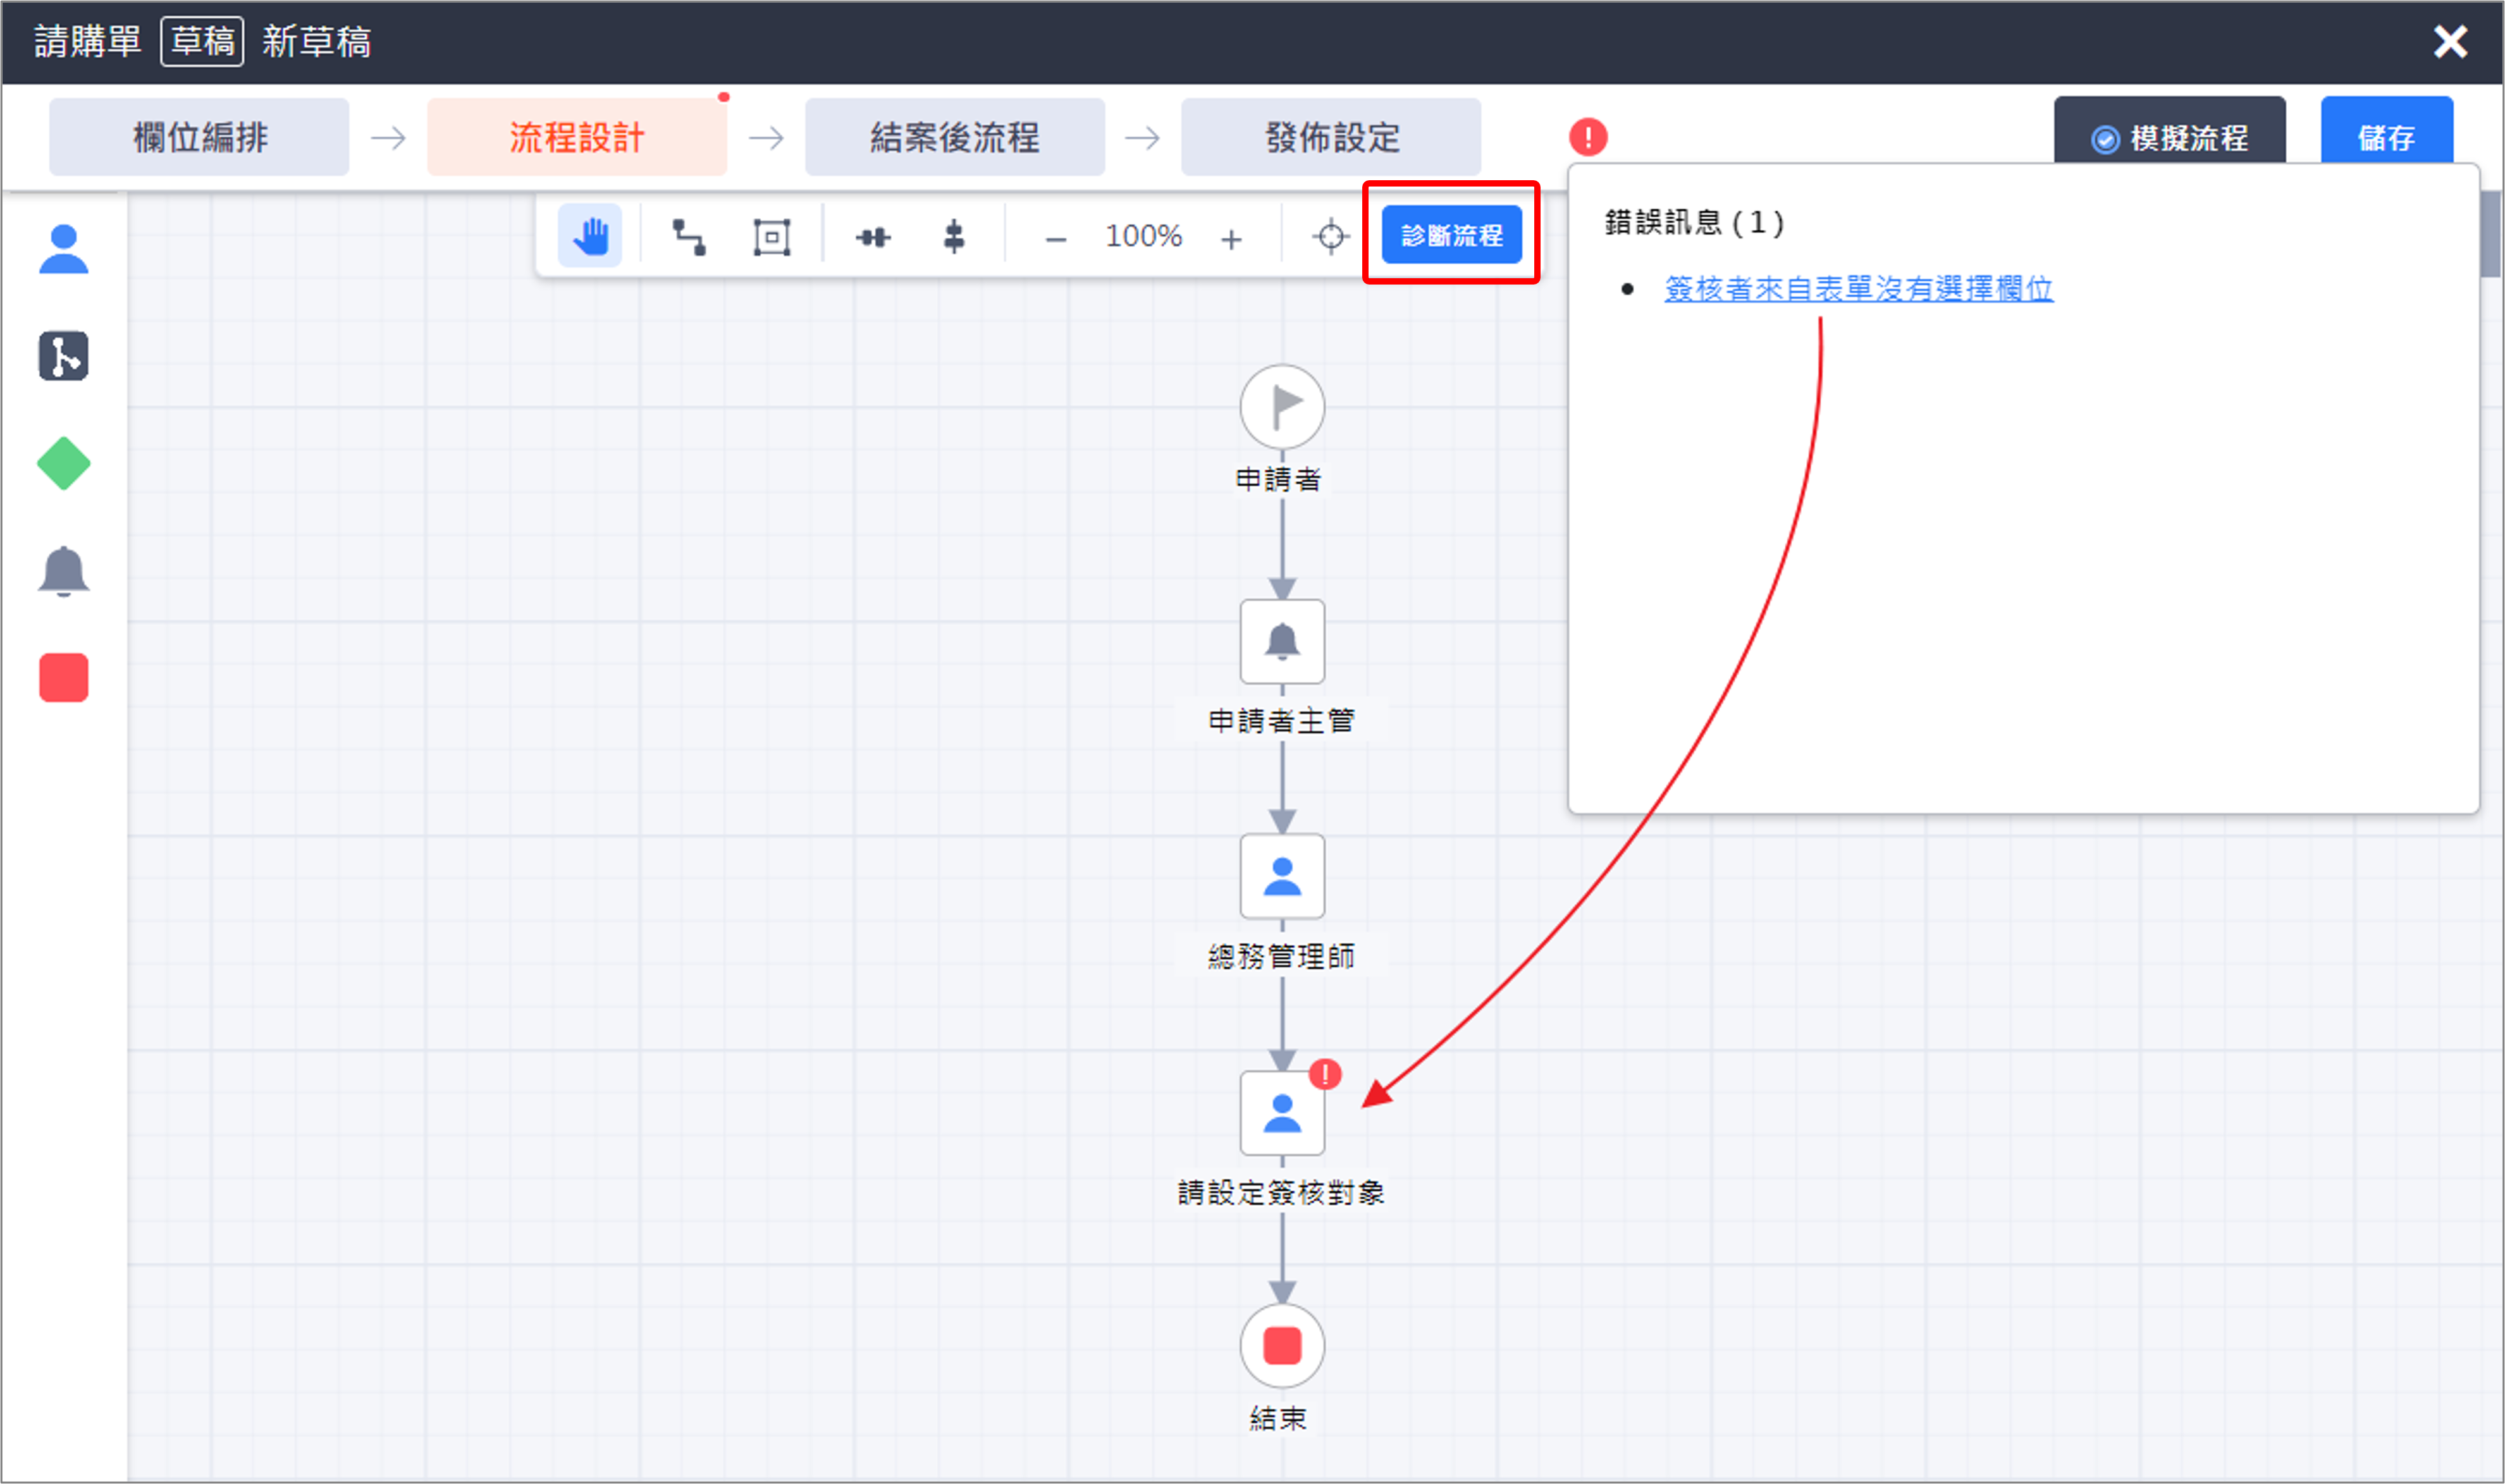 請購單 草稿 新草稿
欄位編排 流程設計 結案後流程 發佈設定 模擬流程 儲存
100% 診斷流程
錯誤訊息(1)
簽核者來自表單沒有選擇欄位
申請者
申請者主管
總務管理師
請設定簽核對象
結束